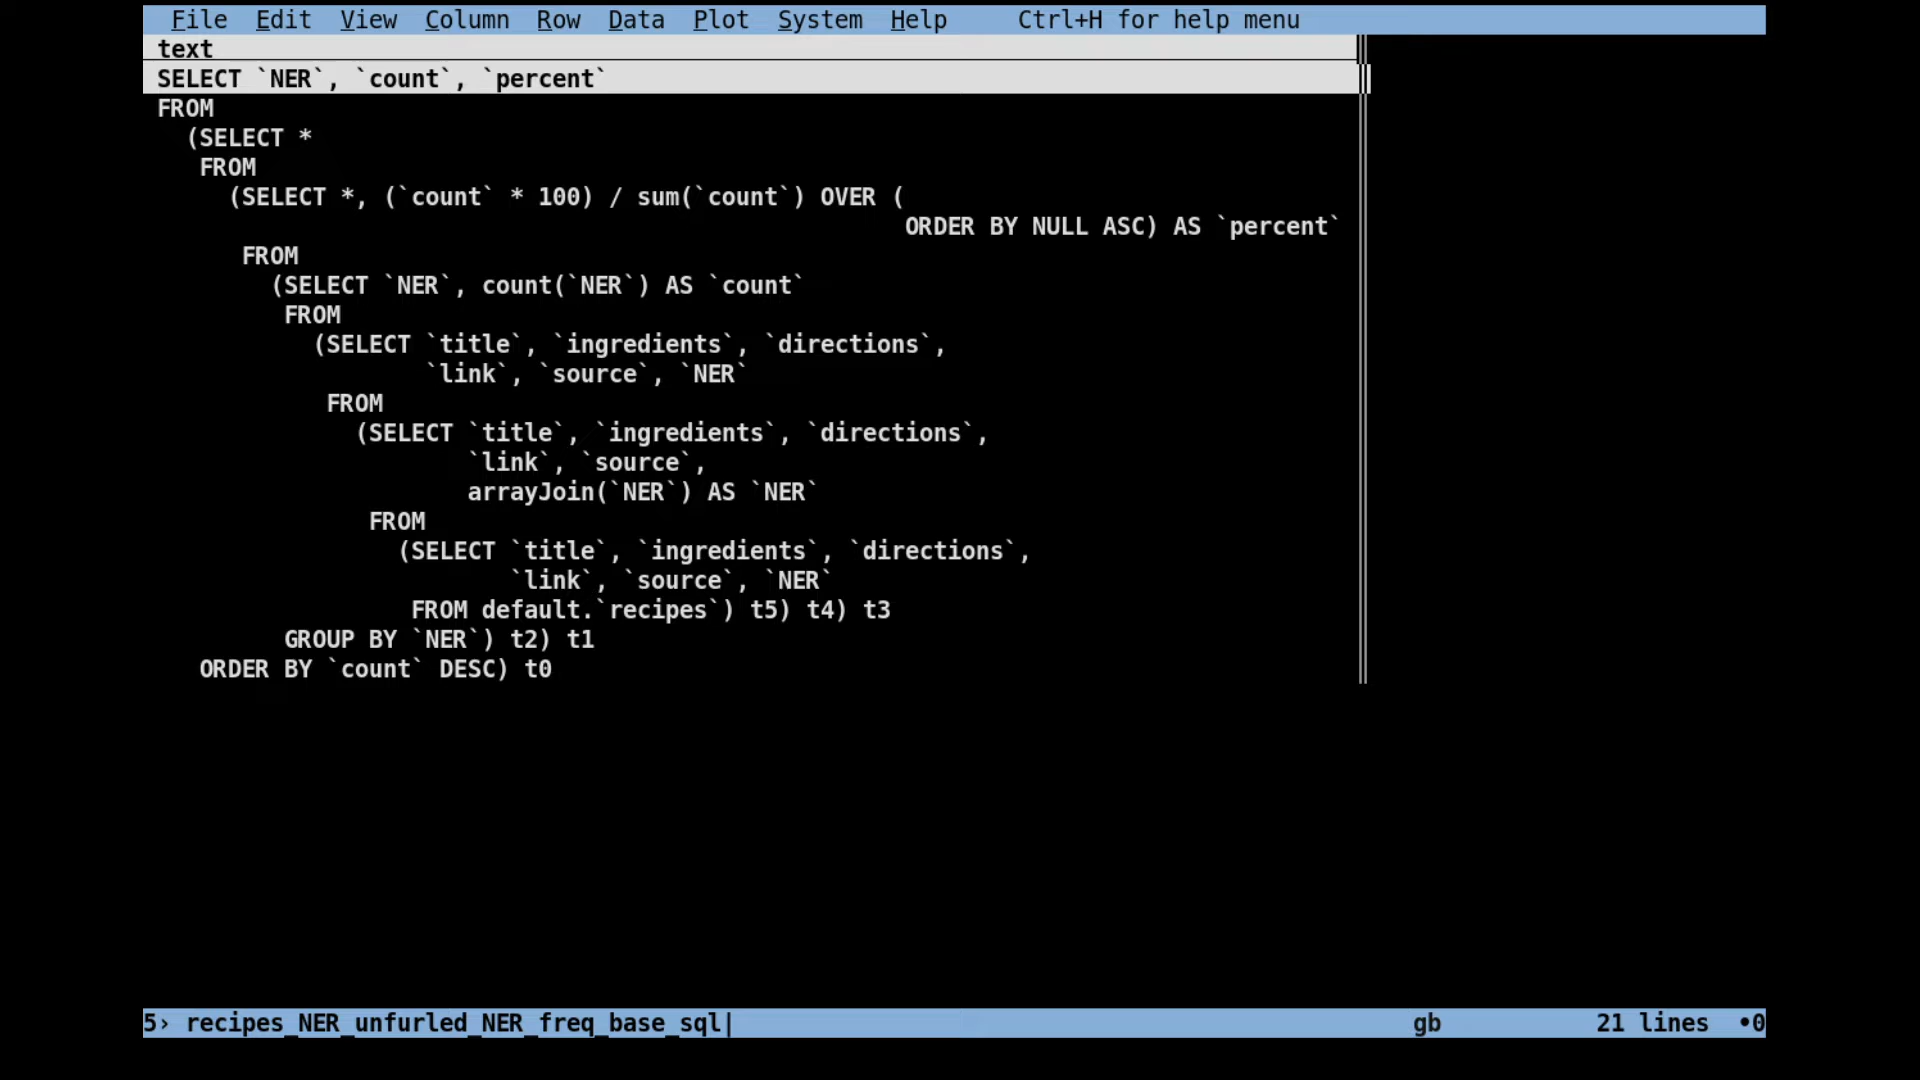 File Edit View Column Row Data Plot System Help Ctrl+H for help menu
text
SELECT `NER`, `count`, `percent`
FROM
(SELECT *
FROM
(SELECT *, (`count` * 100) / sum(`count`) OVER (
ORDER BY NULL ASC) AS `percent`
FROM
(SELECT `NER`, count(`NER`) AS `count`
FROM
(SELECT `title`, `ingredients`, `directions`,
`link`, `source`, `NER`
FROM
(SELECT `title`, `ingredients`, `directions`,
`link`, `source`,
arrayJoin(`NER`) AS `NER`
FROM
(SELECT `title`, `ingredients`, `directions`,
`link`, `source`, `NER`
FROM default.`recipes`) t5) t4) t3
GROUP BY `NER`) t2) t1
ORDER BY `count` DESC) t0
5› recipes_NER_unfurled_NER_freq_base_sql| gb 21 lines •0